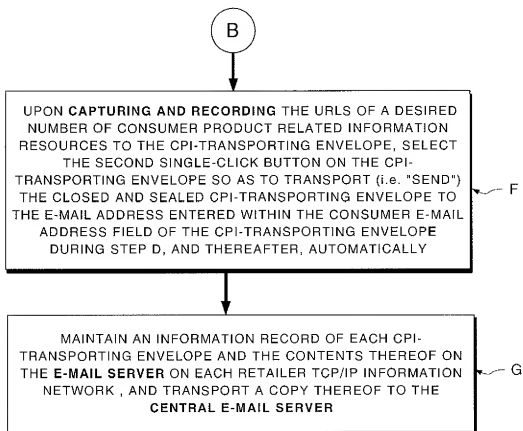 B
UPON CAPTURING AND RECORDING THE URLS OF A DESIRED
NUMBER OF CONSUMER PRODUCT RELATED INFORMATION
RESOURCES TO THE CPI-TRANSPORTING ENVELOPE, SELECT
THE SECOND SINGLE-CLICK BUTTON ON THE CPI-
TRANSPORTING ENVELOPE SO AS TO TRANSPORT (i.e. "SEND")
THE CLOSED AND SEALED CPI-TRANSPORTING ENVELOPE TO
THE E-MAIL ADDRESS ENTERED WITHIN THE CONSUMER E-MAIL
ADDRESS FIELD OF THE CPI-TRANSPORTING ENVELOPE
DURING STEP D, AND THEREAFTER, AUTOMATICALLY
F
MAINTAIN AN INFORMATION RECORD OF EACH CPI-
TRANSPORTING ENVELOPE AND THE CONTENTS THEREOF ON
THE E-MAIL SERVER ON EACH RETAILER TCP/IP INFORMATION
NETWORK , AND TRANSPORT A COPY THEREOF TO THE
CENTRAL E-MAIL SERVER
G